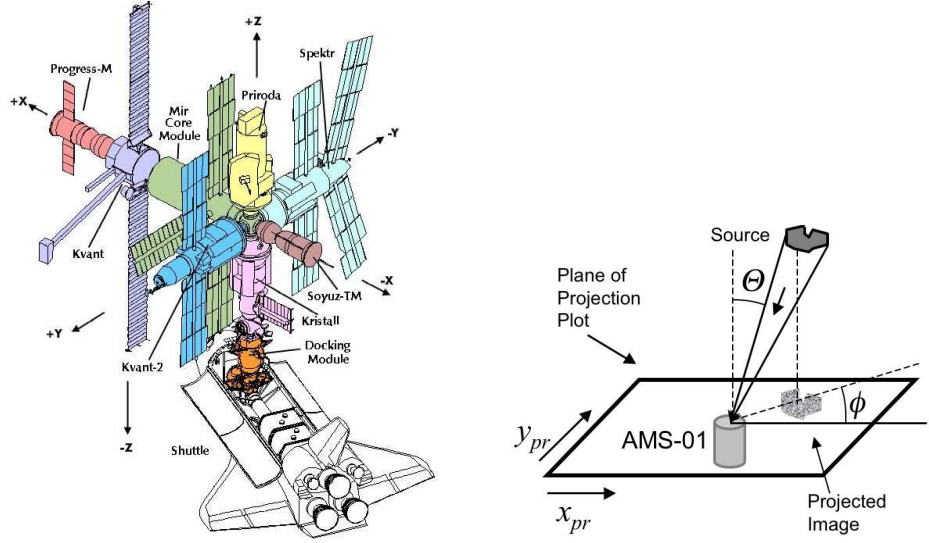 +Z
Progress-M
Spektr
+X
Mir
Core
Module
Priroda
-Y
Kvant
Soyuz-TM
-X
+Y
Kristall
Kvant-2
Docking
Module
-Z
Shuttle
Source
Θ
Plane of
Projection
Plot
ϕ
AMS-01
y_pr
x_pr
Projected
Image